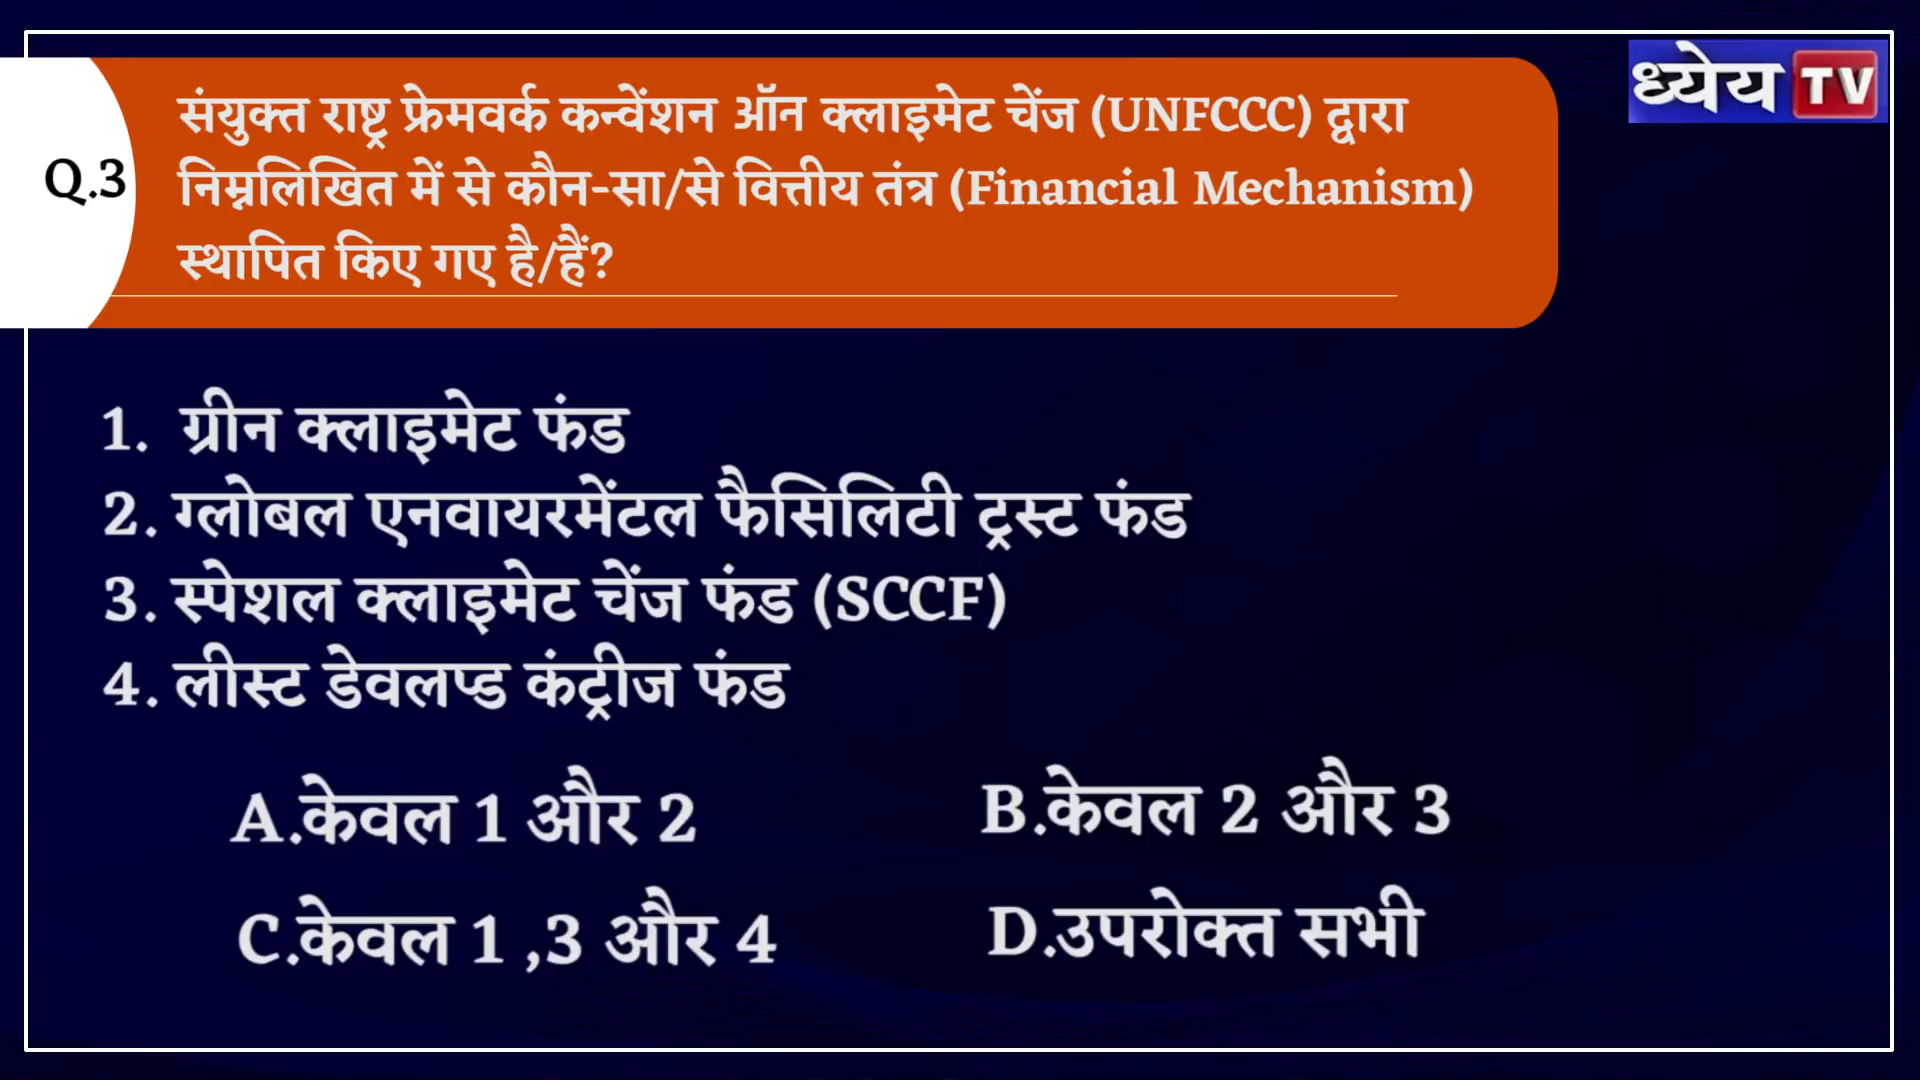 ध्येय TV
Q.3
संयुक्त राष्ट्र फ्रेमवर्क कन्वेंशन ऑन क्लाइमेट चेंज (UNFCCC) द्वारा
निम्नलिखित में से कौन-सा/से वित्तीय तंत्र (Financial Mechanism)
स्थापित किए गए है/हैं?
1. ग्रीन क्लाइमेट फंड
2. ग्लोबल एनवायरमेंटल फैसिलिटी ट्रस्ट फंड
3. स्पेशल क्लाइमेट चेंज फंड (SCCF)
4. लीस्ट डेवलप्ड कंट्रीज फंड
A.केवल 1 और 2
B.केवल 2 और 3
C.केवल 1 ,3 और 4
D.उपरोक्त सभी